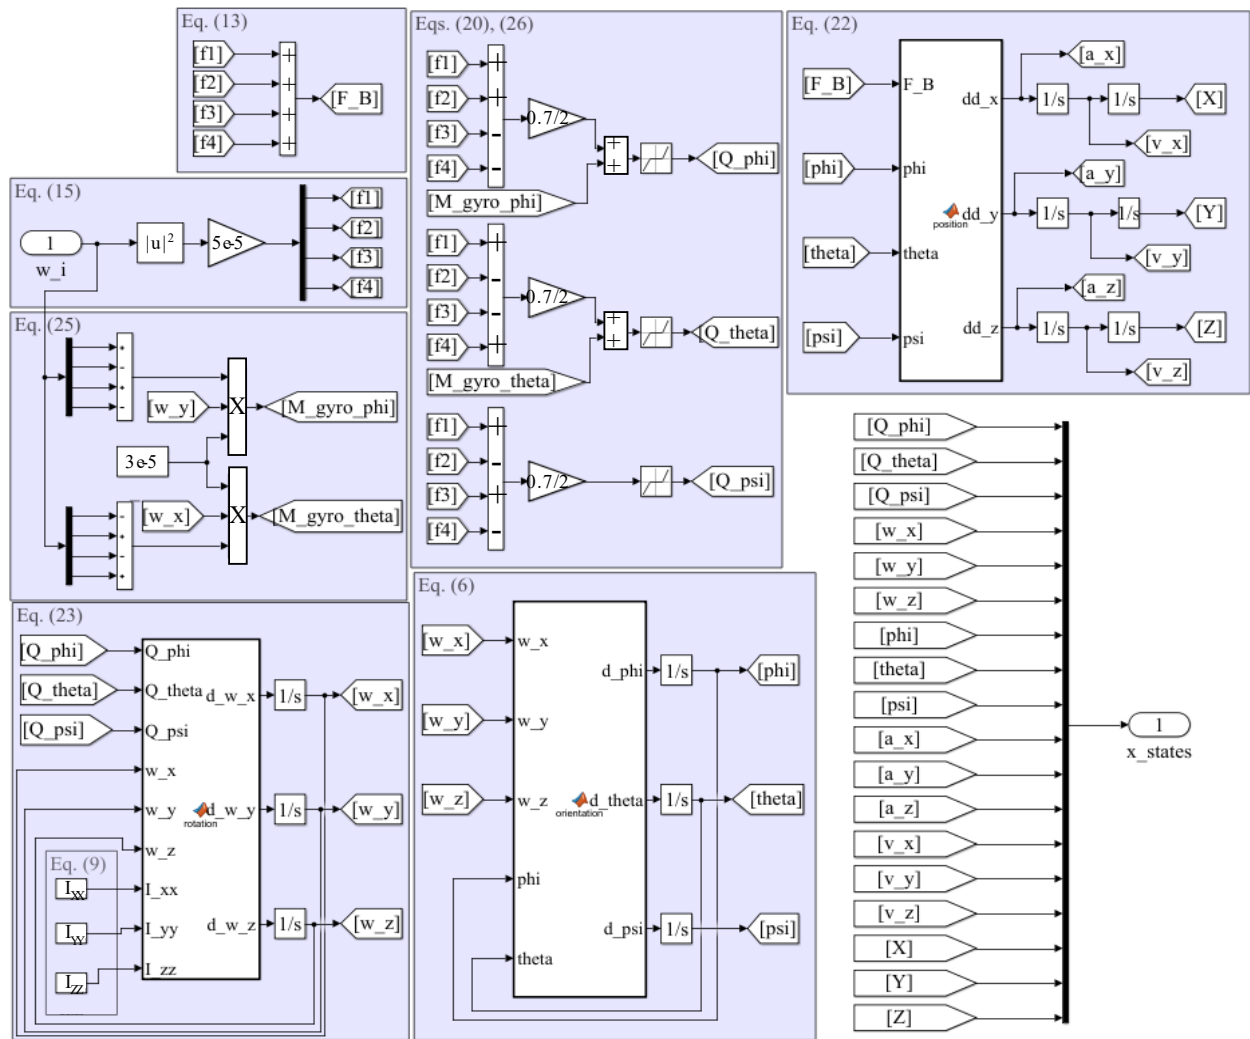 Eq. (13)
[f1]
[f2]
[f3]
[f4]
+
+
+
+
[F_B]
Eq. (15)
1
w_i
|u|²
5e-5
[f1]
[f2]
[f3]
[f4]
Eq. (25)
+
-
+
-
[w_y]
X
[M_gyro_phi]
3e-5
-
+
-
+
[w_x]
X
[M_gyro_theta]
Eqs. (20), (26)
[f1]
[f2]
[f3]
[f4]
+
+
-
-
0.7/2
+
+
[Q_phi]
[M_gyro_phi]
[f1]
[f2]
[f3]
[f4]
+
-
-
+
0.7/2
+
+
[Q_theta]
[M_gyro_theta]
[f1]
[f2]
[f3]
[f4]
+
-
+
-
0.7/2
[Q_psi]
Eq. (22)
[F_B]
[phi]
[theta]
[psi]
F_B
phi
theta
psi
position
dd_x
dd_y
dd_z
[a_x]
1/s
1/s
[X]
[v_x]
[a_y]
1/s
1/s
[Y]
[v_y]
[a_z]
1/s
1/s
[Z]
[v_z]
Eq. (23)
[Q_phi]
[Q_theta]
[Q_psi]
Q_phi
Q_theta
Q_psi
w_x
w_y
w_z
I_xx
I_yy
I_zz
rotation
d_w_x
d_w_y
d_w_z
1/s
1/s
1/s
[w_x]
[w_y]
[w_z]
Eq. (9)
I_XX
I_YY
I_ZZ
Eq. (6)
[w_x]
[w_y]
[w_z]
w_x
w_y
w_z
phi
theta
orientation
d_phi
d_theta
d_psi
1/s
1/s
1/s
[phi]
[theta]
[psi]
[Q_phi]
[Q_theta]
[Q_psi]
[w_x]
[w_y]
[w_z]
[phi]
[theta]
[psi]
[a_x]
[a_y]
[a_z]
[v_x]
[v_y]
[v_z]
[X]
[Y]
[Z]
1
x_states